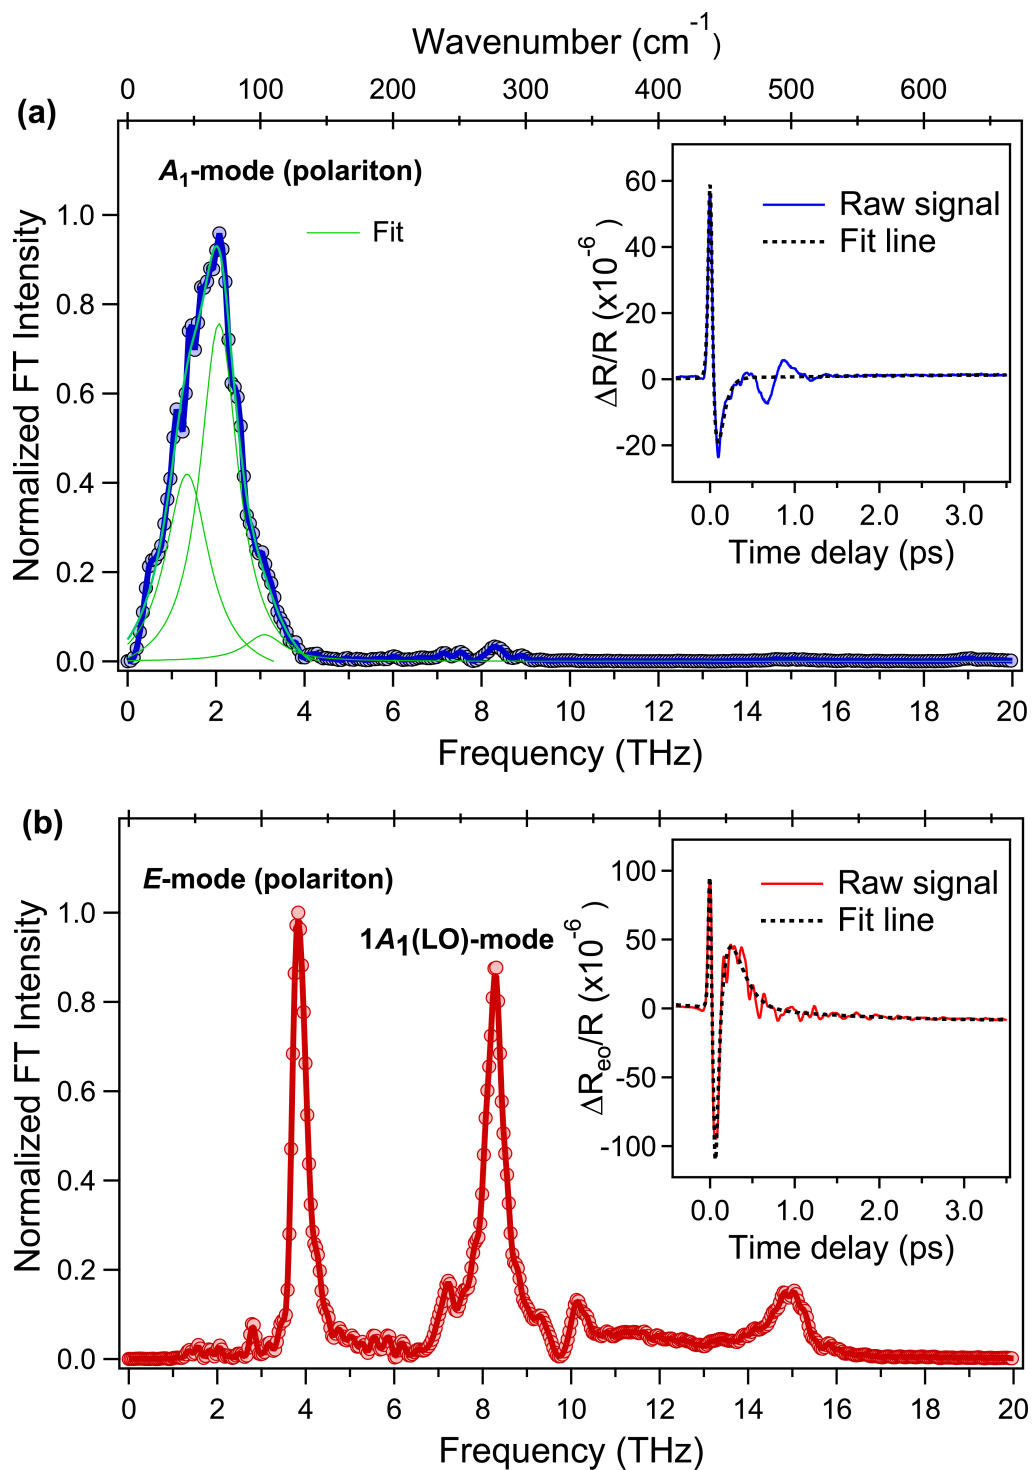 Wavenumber (cm-1)
0 100 200 300 400 500 600
(a)
A1-mode (polariton)
Fit
Normalized FT Intensity
1.0
0.8
0.6
0.4
0.2
0.0
0 2 4 6 8 10 12 14 16 18 20
Frequency (THz)
Raw signal
Fit line
ΔR/R (x10-6)
60
40
20
0
-20
0.0 1.0 2.0 3.0
Time delay (ps)
(b)
E-mode (polariton)
1A1(LO)-mode
Normalized FT Intensity
1.0
0.8
0.6
0.4
0.2
0.0
0 2 4 6 8 10 12 14 16 18 20
Frequency (THz)
Raw signal
Fit line
ΔReo/R (x10-6)
100
50
0
-50
-100
0.0 1.0 2.0 3.0
Time delay (ps)